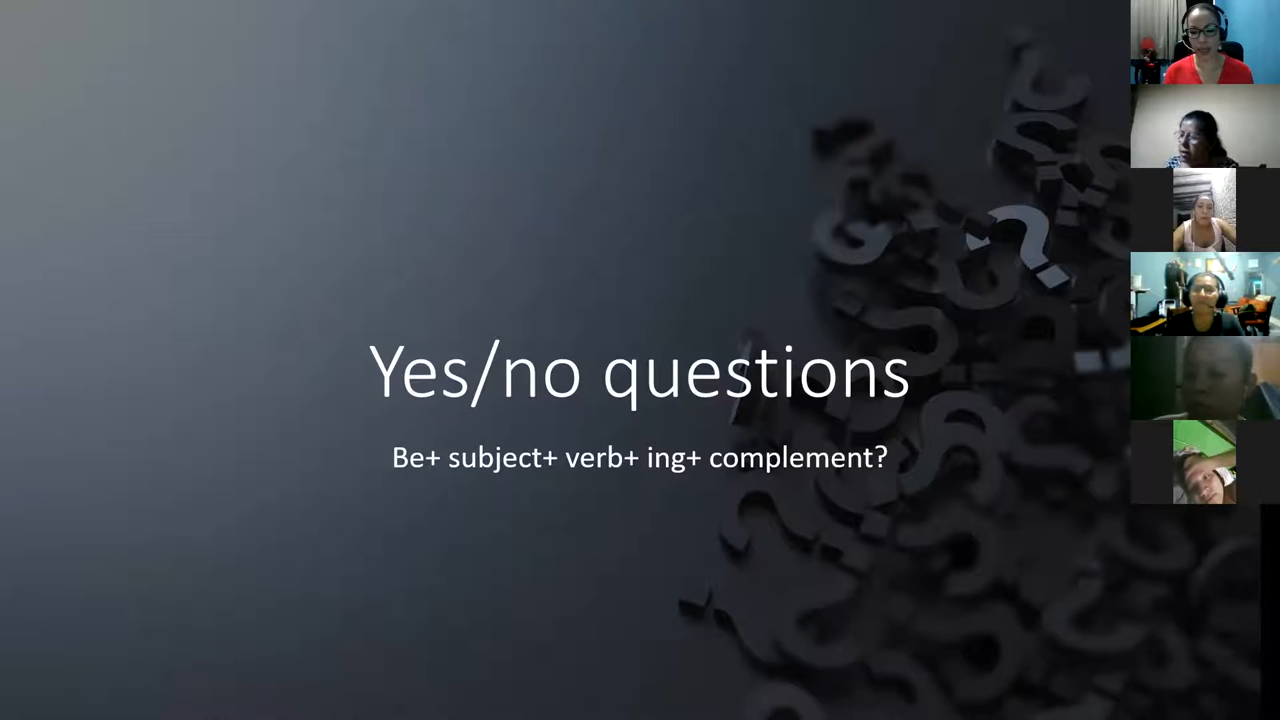 Yes/no questions
Be+ subject+ verb+ ing+ complement?